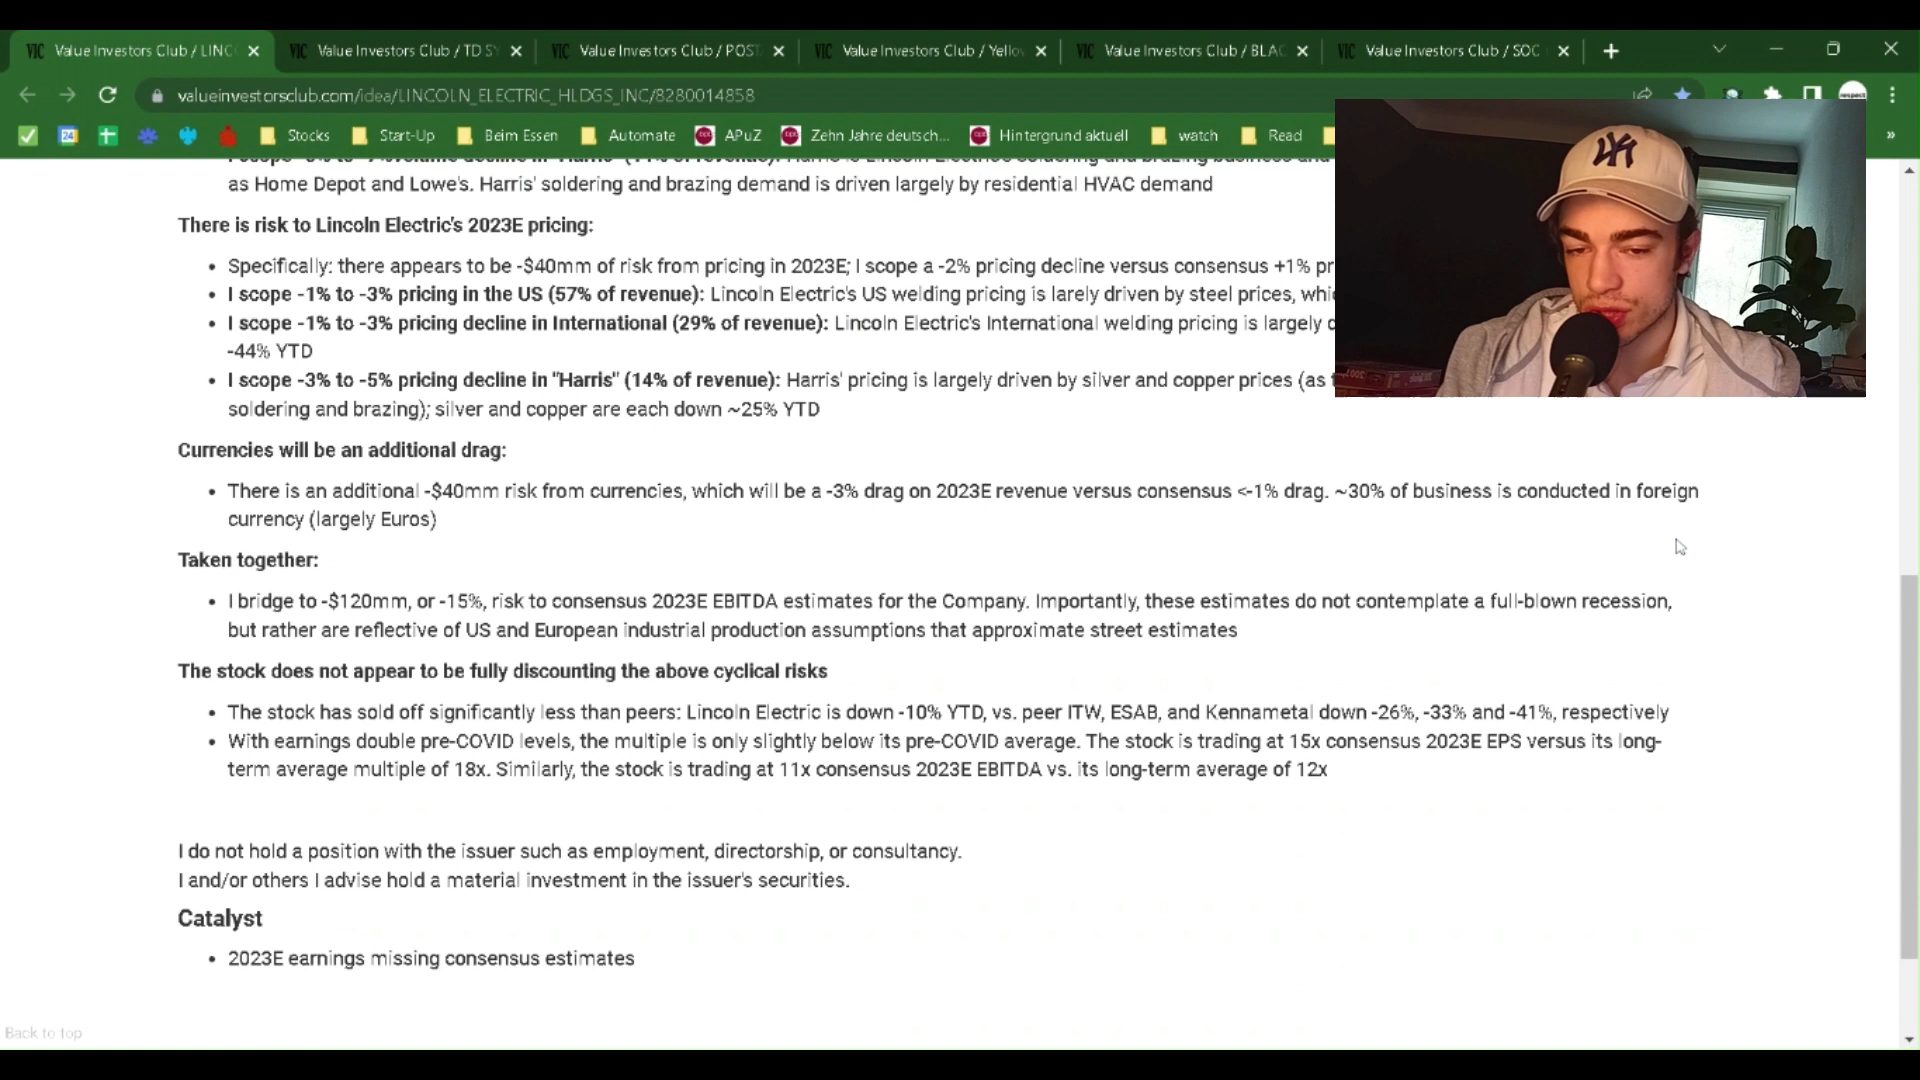 VIC Value Investors Club / LINC
VIC Value Investors Club / TD SY
VIC Value Investors Club / POST
VIC Value Investors Club / Yellov
VIC Value Investors Club / BLAC
VIC Value Investors Club / SOC
valueinvestorsclub.com/idea/LINCOLN_ELECTRIC_HLDGS_INC/8280014858
Stocks Start-Up Beim Essen Automate APuZ Zehn Jahre deutsch... Hintergrund aktuell watch Read »
as Home Depot and Lowe's. Harris' soldering and brazing demand is driven largely by residential HVAC demand
There is risk to Lincoln Electric's 2023E pricing:
• Specifically: there appears to be -$40mm of risk from pricing in 2023E; I scope a -2% pricing decline versus consensus +1% pr
• I scope -1% to -3% pricing in the US (57% of revenue): Lincoln Electric's US welding pricing is larely driven by steel prices, whi
• I scope -1% to -3% pricing decline in International (29% of revenue): Lincoln Electric's International welding pricing is largely d
-44% YTD
• I scope -3% to -5% pricing decline in "Harris" (14% of revenue): Harris' pricing is largely driven by silver and copper prices (as
soldering and brazing); silver and copper are each down ~25% YTD
Currencies will be an additional drag:
• There is an additional -$40mm risk from currencies, which will be a -3% drag on 2023E revenue versus consensus <-1% drag. ~30% of business is conducted in foreign
currency (largely Euros)
Taken together:
• I bridge to -$120mm, or -15%, risk to consensus 2023E EBITDA estimates for the Company. Importantly, these estimates do not contemplate a full-blown recession,
but rather are reflective of US and European industrial production assumptions that approximate street estimates
The stock does not appear to be fully discounting the above cyclical risks
• The stock has sold off significantly less than peers: Lincoln Electric is down -10% YTD, vs. peer ITW, ESAB, and Kennametal down -26%, -33% and -41%, respectively
• With earnings double pre-COVID levels, the multiple is only slightly below its pre-COVID average. The stock is trading at 15x consensus 2023E EPS versus its long-
term average multiple of 18x. Similarly, the stock is trading at 11x consensus 2023E EBITDA vs. its long-term average of 12x
I do not hold a position with the issuer such as employment, directorship, or consultancy.
I and/or others I advise hold a material investment in the issuer's securities.
Catalyst
• 2023E earnings missing consensus estimates
Back to top